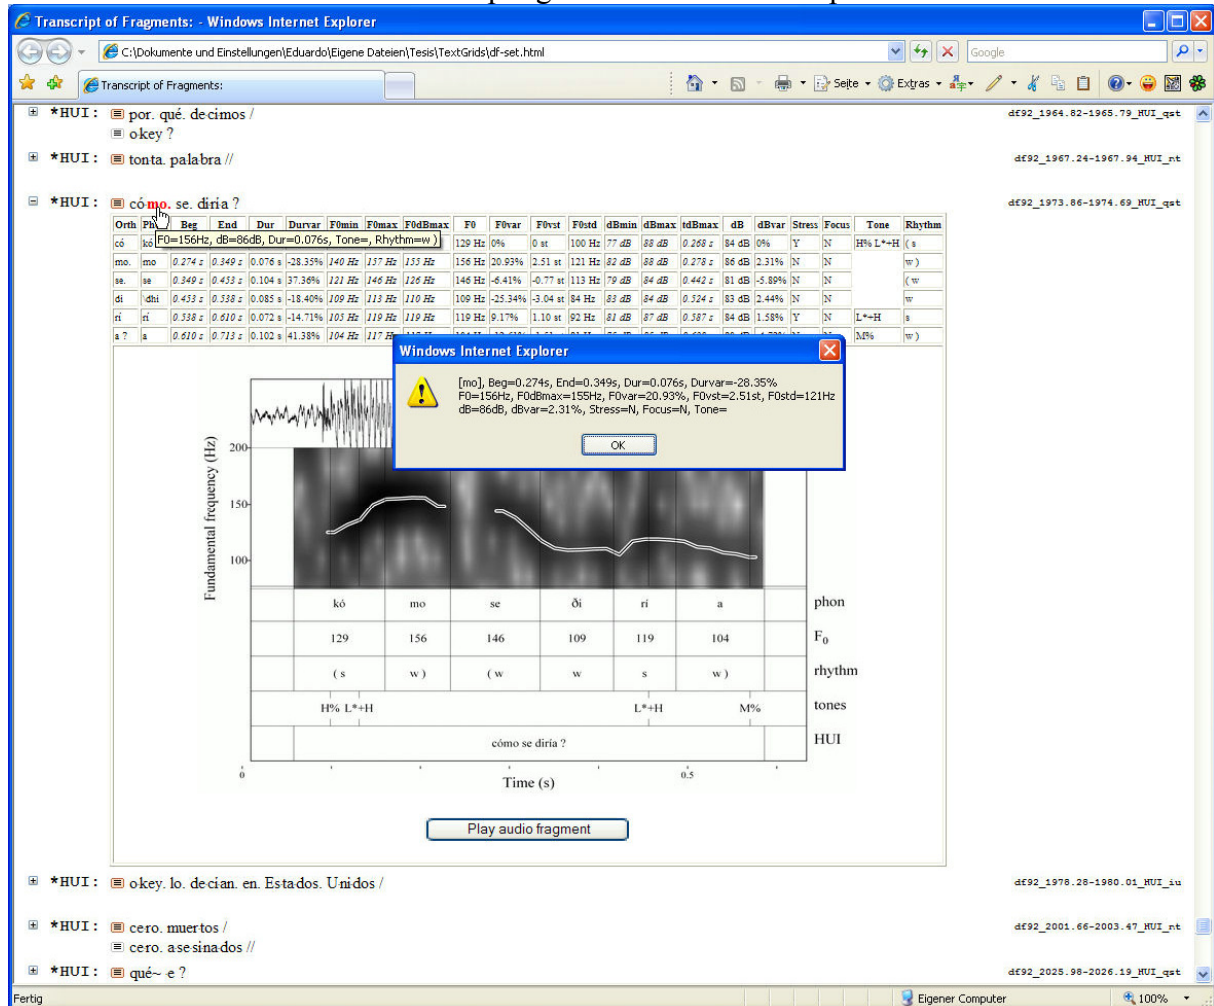 Transcript of Fragments: - Windows Internet Explorer
C:\Dokumente und Einstellungen\Eduardo\Eigene Dateien\Tesis\TextGrids\df-set.html
Google
Transcript of Fragments:
Seite Extras
*HUI: por. qué. decimos / df92_1964.82-1965.79_HUI_qst
okey ?
*HUI: tonta. palabra // df92_1967.24-1967.94_HUI_nt
*HUI: cómo. se. diria ? df92_1973.86-1974.69_HUI_qst
Orth Ph Beg End Dur Durvar F0min F0max F0dBmax F0 F0var F0vst F0std dBmin dBmax tdBmax dB dBvar Stress Focus Tone Rhythm
có kó 129 Hz 0% 0 st 100 Hz 77 dB 88 dB 0.268 s 84 dB 0% Y N H% L*+H ( s
F0=156Hz, dB=86dB, Dur=0.076s, Tone=, Rhythm=w )
mo. mo 0.274 s 0.349 s 0.076 s -28.35% 140 Hz 157 Hz 155 Hz 156 Hz 20.93% 2.51 st 121 Hz 82 dB 88 dB 0.278 s 86 dB 2.31% N N w )
se. se 0.349 s 0.453 s 0.104 s 37.36% 121 Hz 146 Hz 126 Hz 146 Hz -6.41% -0.77 st 113 Hz 79 dB 84 dB 0.442 s 81 dB -5.89% N N ( w
di \dhi 0.453 s 0.538 s 0.085 s -18.40% 109 Hz 113 Hz 110 Hz 109 Hz -25.34% -3.04 st 84 Hz 83 dB 84 dB 0.524 s 83 dB 2.44% N N w
rí rí 0.538 s 0.610 s 0.072 s -14.71% 105 Hz 119 Hz 119 Hz 119 Hz 9.17% 1.10 st 92 Hz 81 dB 87 dB 0.587 s 84 dB 1.58% Y N L*+H s
a ? a 0.610 s 0.713 s 0.102 s 41.38% 104 Hz 117 M% w )
Windows Internet Explorer
[mo], Beg=0.274s, End=0.349s, Dur=0.076s, Durvar=-28.35%
F0=156Hz, F0dBmax=155Hz, F0var=20.93%, F0vst=2.51st, F0std=121Hz
dB=86dB, dBvar=2.31%, Stress=N, Focus=N, Tone=
OK
Fundamental frequency (Hz)
200
150
100
kó mo se ði rí a phon
129 156 146 109 119 104 F0
( s w ) ( w w s w ) rhythm
H% L*+H L*+H M% tones
cómo se diría ? HUI
0 0.5
Time (s)
Play audio fragment
*HUI: okey. lo. decian. en. Estados. Unidos / df92_1978.28-1980.01_HUI_iu
*HUI: cero. muertos / df92_2001.66-2003.47_HUI_nt
cero. asesinados //
*HUI: qué~ e ? df92_2025.98-2026.19_HUI_qst
Fertig Eigener Computer 100%